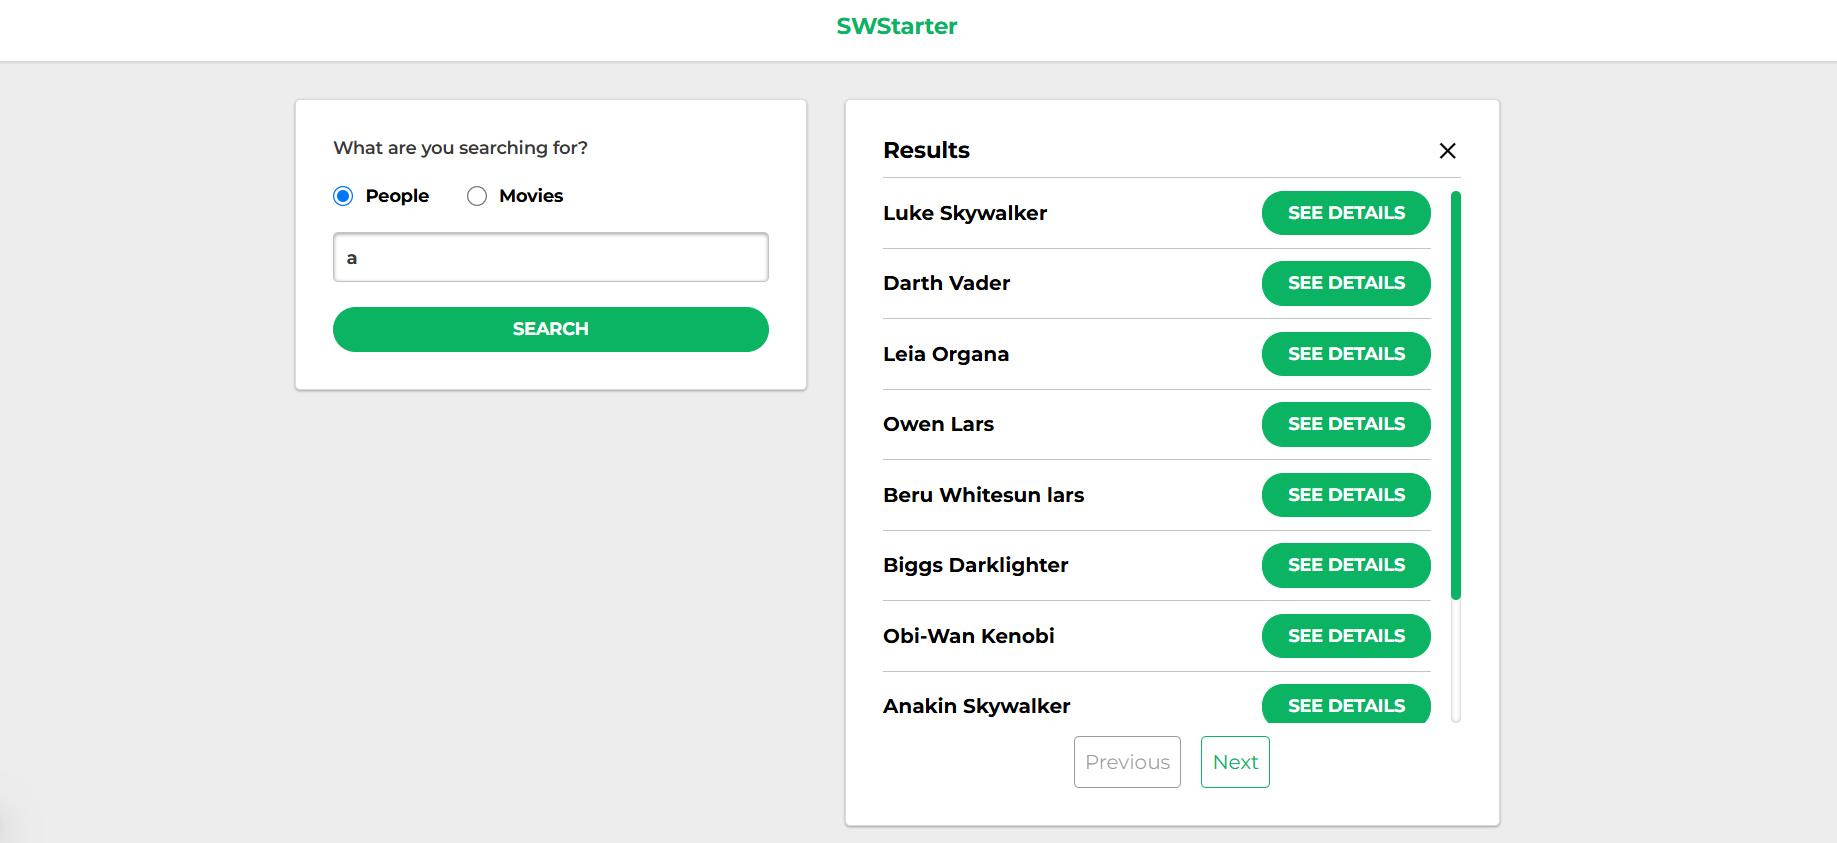 SWStarter
What are you searching for?
People Movies
a
SEARCH
Results
Luke Skywalker SEE DETAILS
Darth Vader SEE DETAILS
Leia Organa SEE DETAILS
Owen Lars SEE DETAILS
Beru Whitesun lars SEE DETAILS
Biggs Darklighter SEE DETAILS
Obi-Wan Kenobi SEE DETAILS
Anakin Skywalker SEE DETAILS
Previous Next